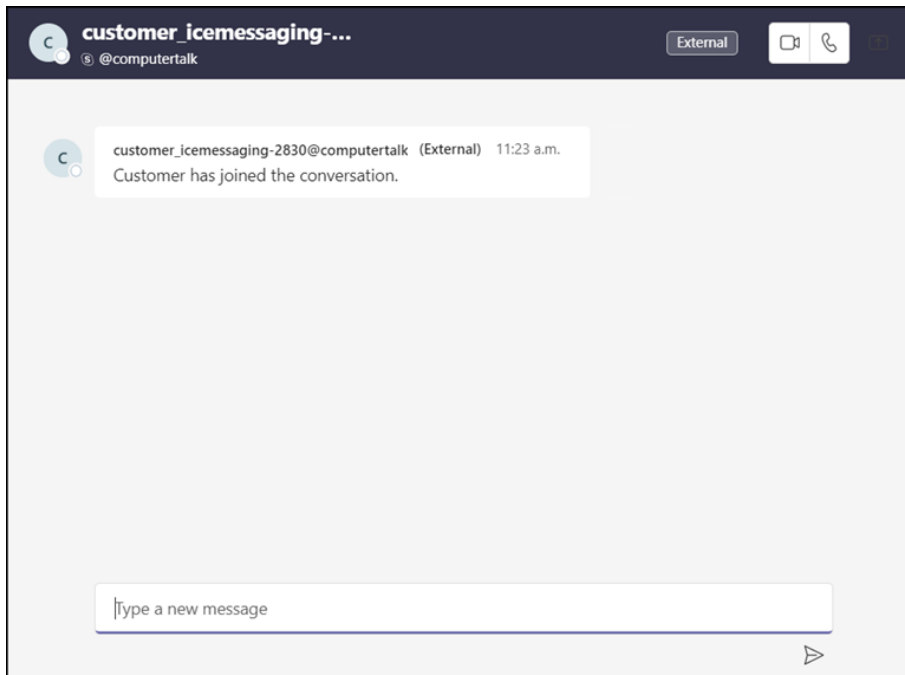 C
customer_icemessaging-...
S @computertalk
External
C
customer_icemessaging-2830@computertalk (External) 11:23 a.m.
Customer has joined the conversation.
Type a new message